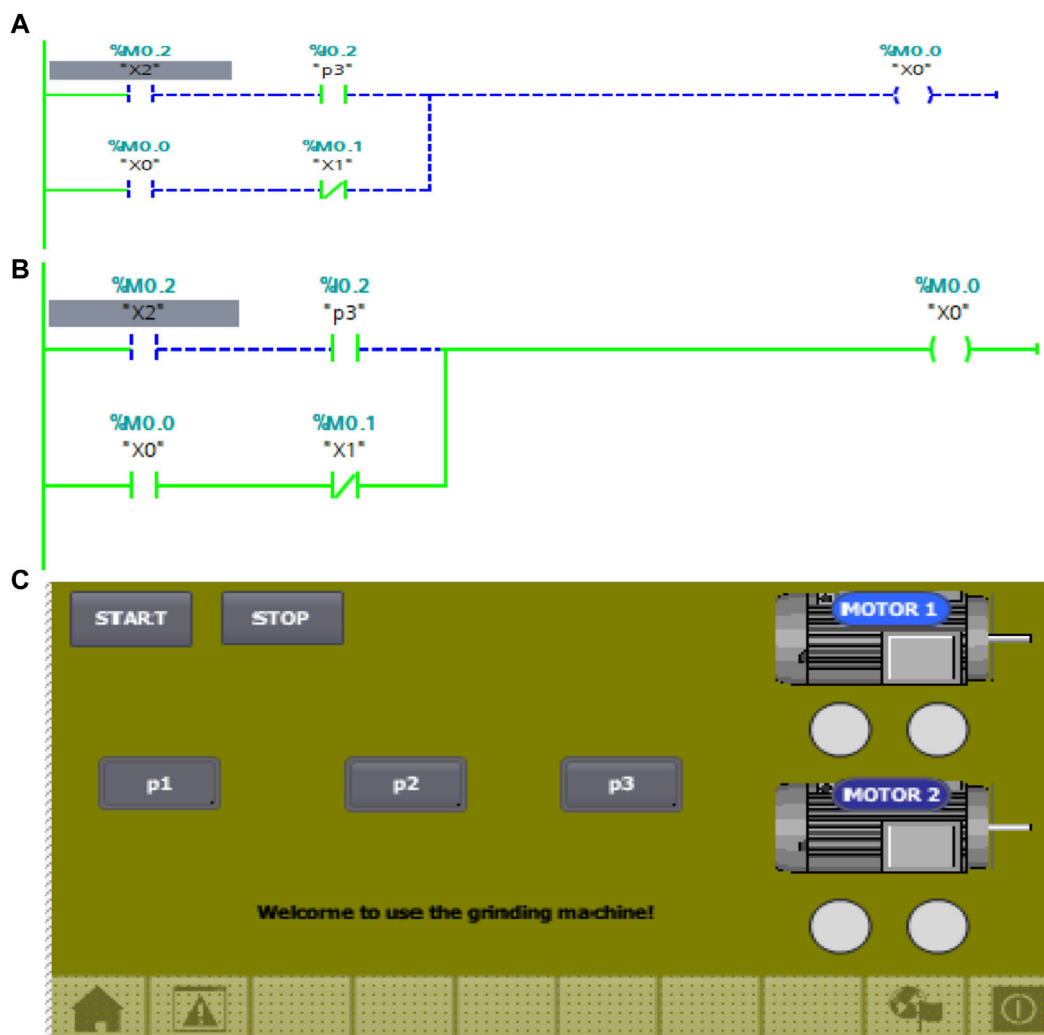 A
%M0.2 %I0.2 %M0.0
"X2" "p3" "X0"
%M0.0 %M0.1
"X0" "X1"
B
%M0.2 %I0.2 %M0.0
"X2" "p3" "X0"
%M0.0 %M0.1
"X0" "X1"
C
START STOP MOTOR 1
p1 p2 p3
MOTOR 2
Welcome to use the grinding machine!